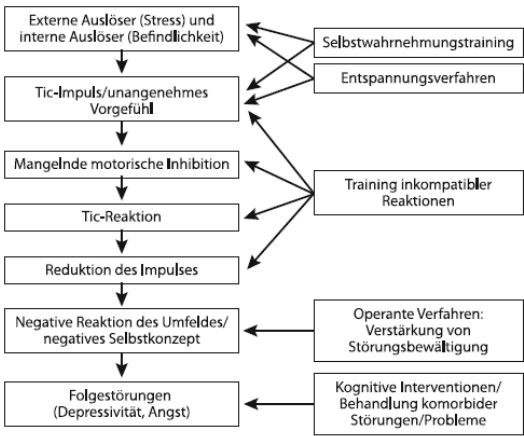 Externe Auslöser (Stress) und
interne Auslöser (Befindlichkeit)
Tic-Impuls/unangenehmes
Vorgefühl
Mangelnde motorische Inhibition
Tic-Reaktion
Reduktion des Impulses
Negative Reaktion des Umfeldes/
negatives Selbstkonzept
Folgestörungen
(Depressivität, Angst)
Selbstwahrnehmungstraining
Entspannungsverfahren
Training inkompatibler
Reaktionen
Operante Verfahren:
Verstärkung von
Störungsbewältigung
Kognitive Interventionen/
Behandlung komorbider
Störungen/Probleme